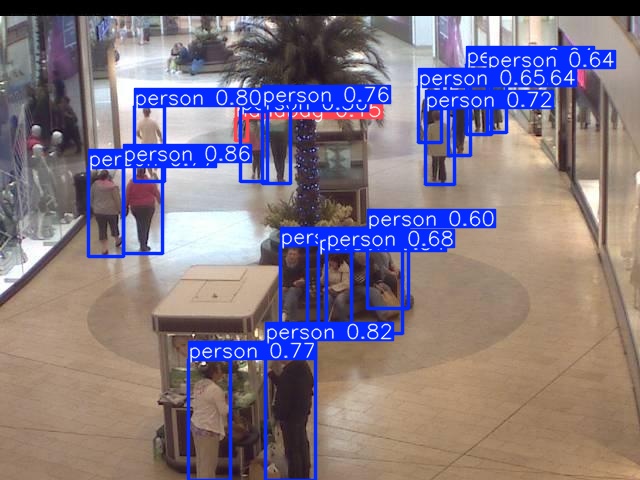 person 0.64
person 0.65
64
person 0.72
person 0.80
person 0.76
person 0.86
person 0.60
person 0.68
person 0.82
person 0.77